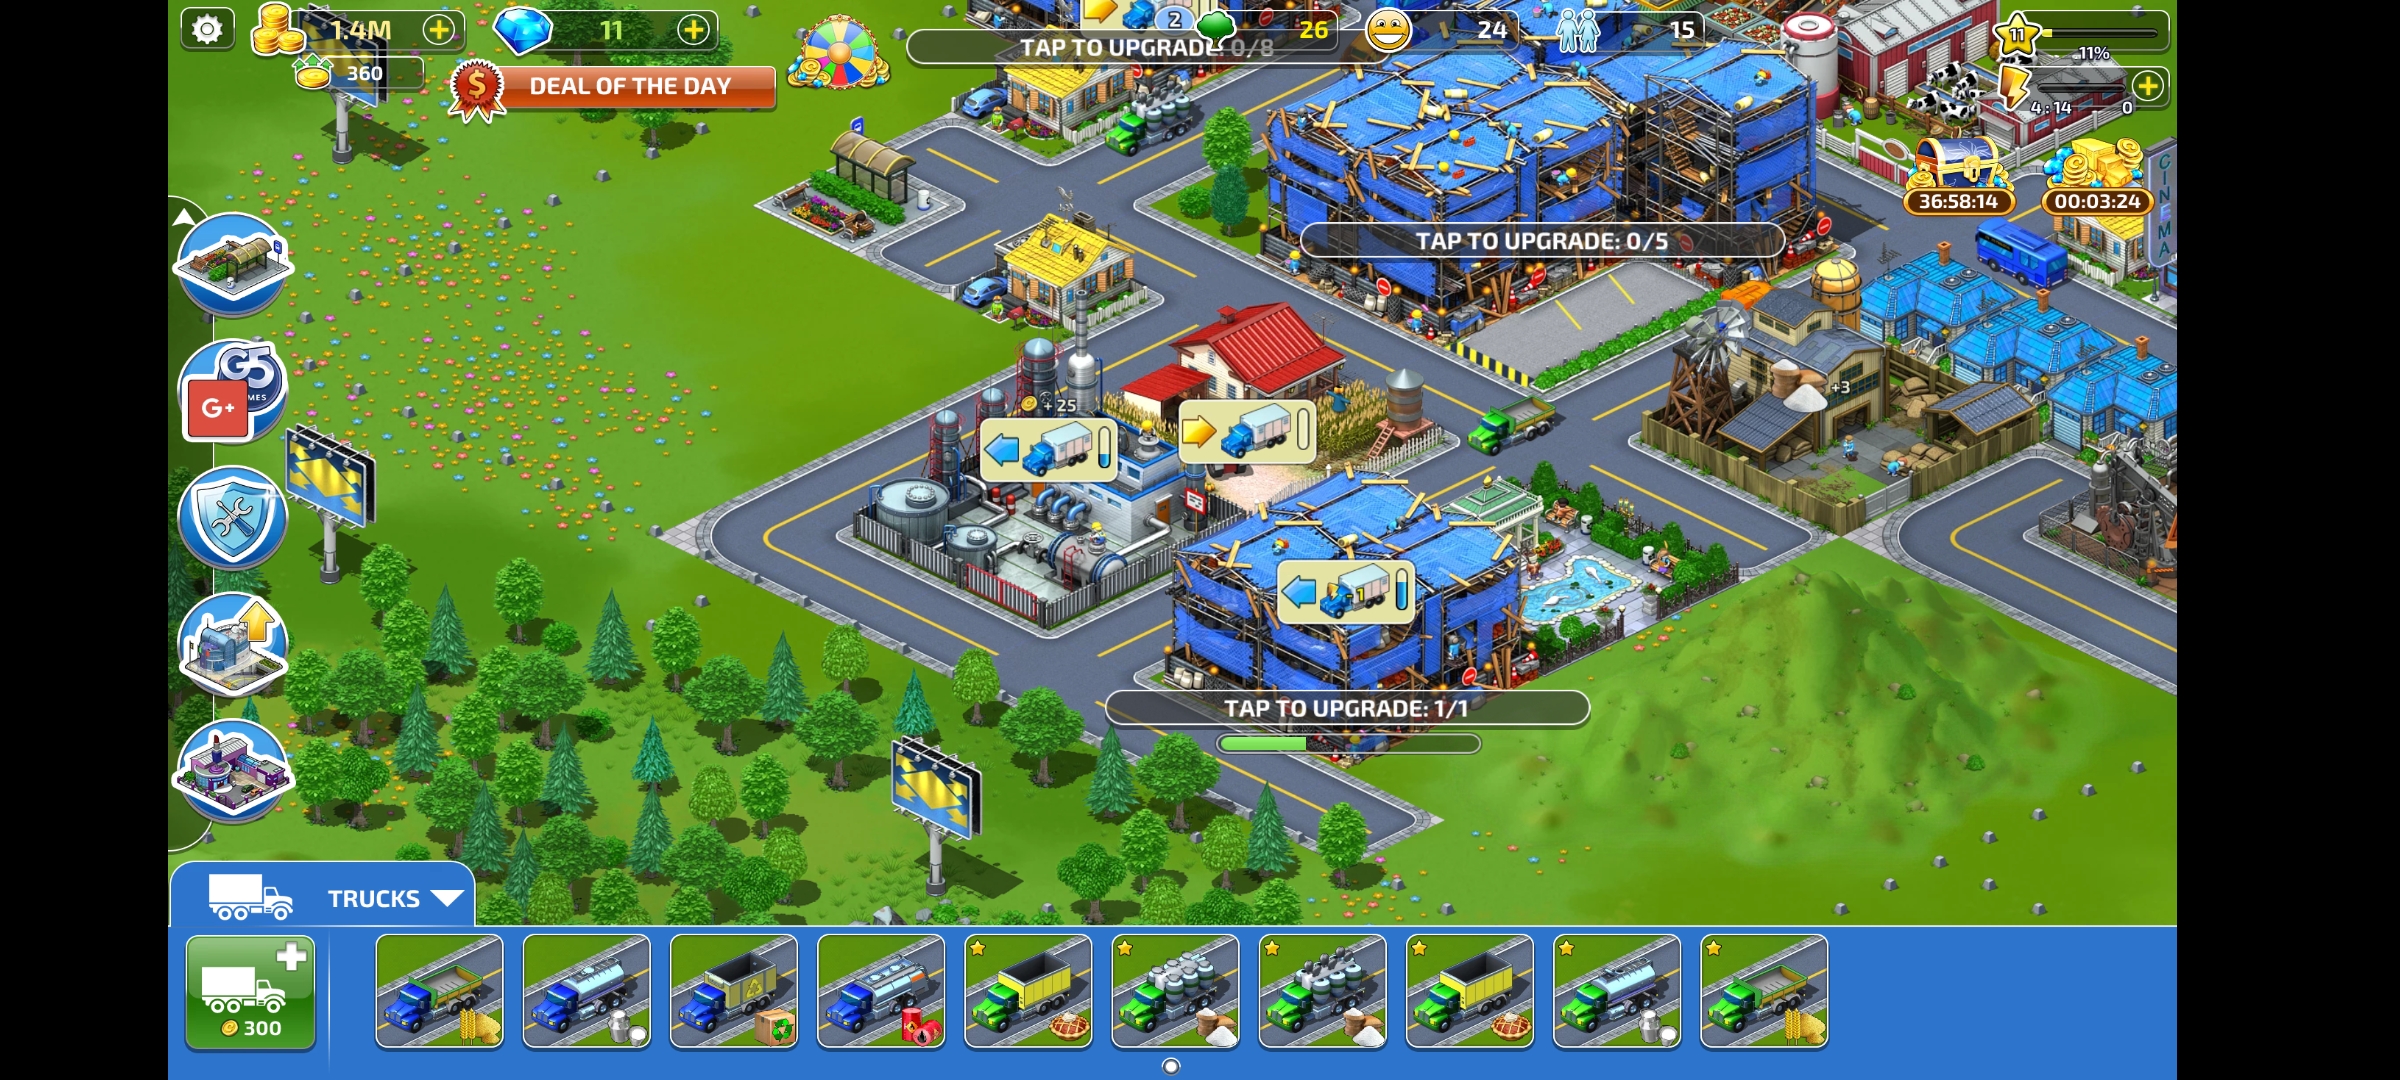 1.4M
360
11
DEAL OF THE DAY
2
TAP TO UPGRADE: 0/8
26
24
15
11
11%
4:14
0
36:58:14
00:03:24
CINEMA
TAP TO UPGRADE: 0/5
+3
+25
G5
G+
-1
TAP TO UPGRADE: 1/1
TRUCKS
300